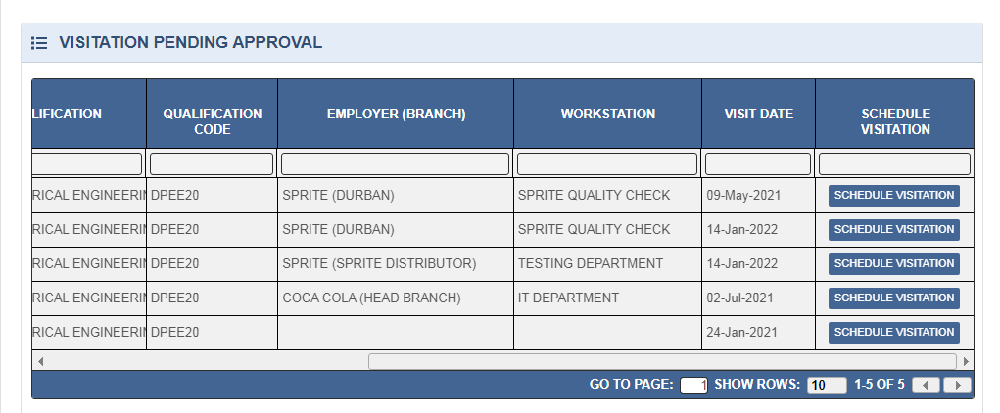 VISITATION PENDING APPROVAL
LIFICATION QUALIFICATION CODE EMPLOYER (BRANCH) WORKSTATION VISIT DATE SCHEDULE VISITATION
RICAL ENGINEERIN DPEE20 SPRITE (DURBAN) SPRITE QUALITY CHECK 09-May-2021 SCHEDULE VISITATION
RICAL ENGINEERIN DPEE20 SPRITE (DURBAN) SPRITE QUALITY CHECK 14-Jan-2022 SCHEDULE VISITATION
RICAL ENGINEERIN DPEE20 SPRITE (SPRITE DISTRIBUTOR) TESTING DEPARTMENT 14-Jan-2022 SCHEDULE VISITATION
RICAL ENGINEERIN DPEE20 COCA COLA (HEAD BRANCH) IT DEPARTMENT 02-Jul-2021 SCHEDULE VISITATION
RICAL ENGINEERIN DPEE20 24-Jan-2021 SCHEDULE VISITATION
GO TO PAGE: 1 SHOW ROWS: 10 1-5 OF 5